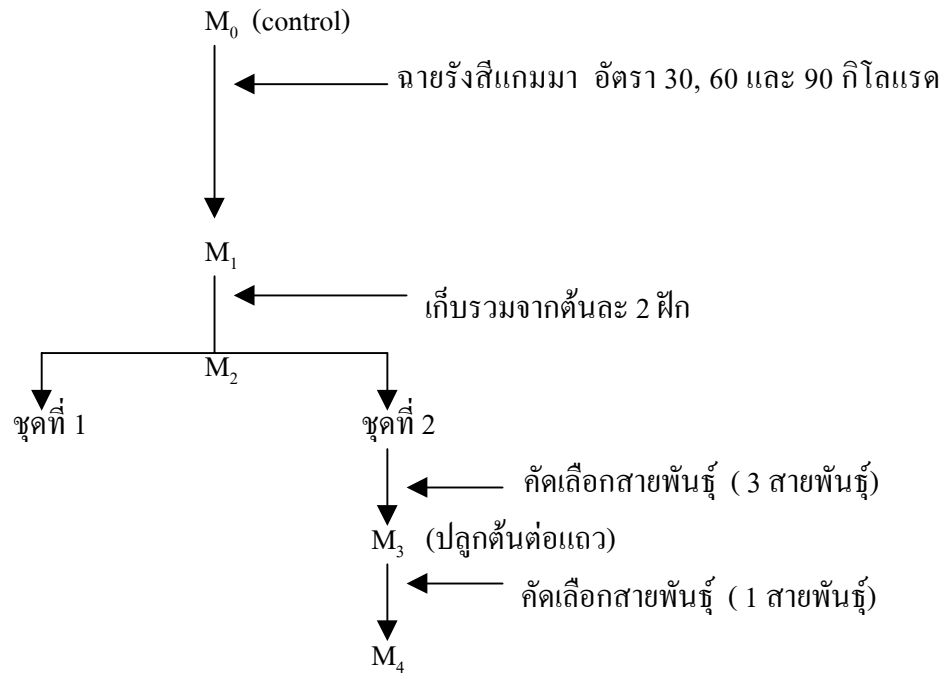 M₀ (control)
ฉายรังสีแกมมา อัตรา 30, 60 และ 90 กิโลแรด
M₁
เก็บรวมจากต้นละ 2 ฝัก
M₂
ชุดที่ 1
ชุดที่ 2
คัดเลือกสายพันธุ์ ( 3 สายพันธุ์)
M₃ (ปลูกต้นต่อแถว)
คัดเลือกสายพันธุ์ ( 1 สายพันธุ์)
M₄